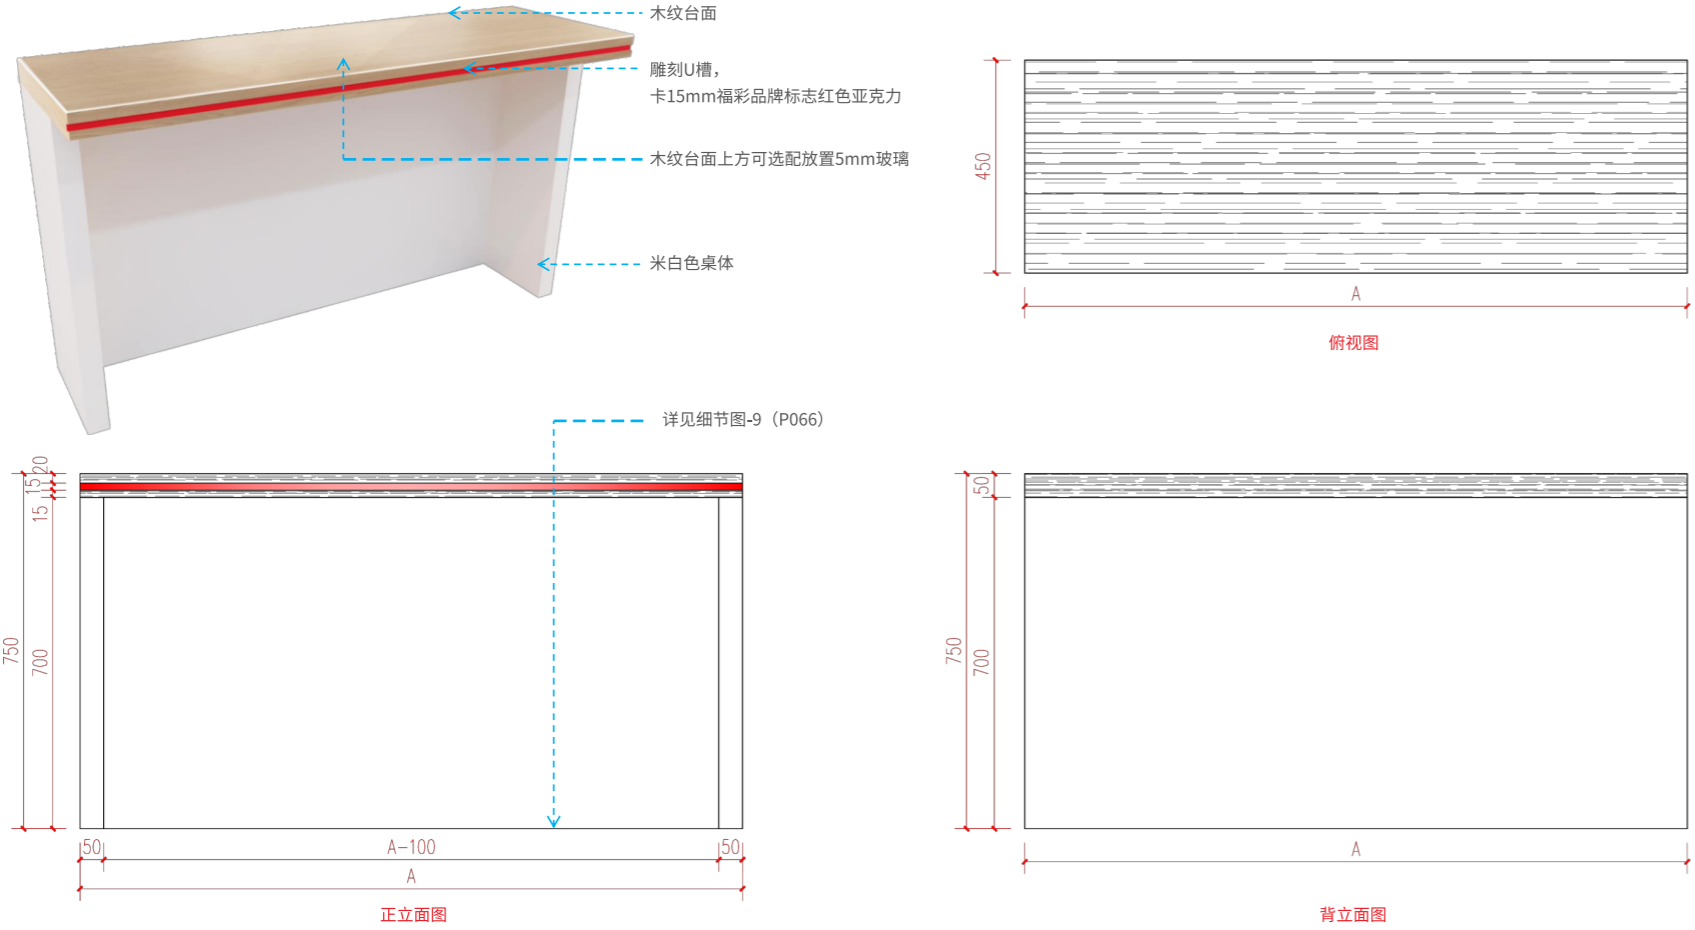 木纹台面
雕刻U槽，
卡15mm福彩品牌标志红色亚克力
木纹台面上方可选配放置5mm玻璃
米白色桌体
450
A
俯视图
详见细节图-9（P066）
20
15
15
750
700
50
A-100
50
A
正立面图
50
750
700
A
背立面图